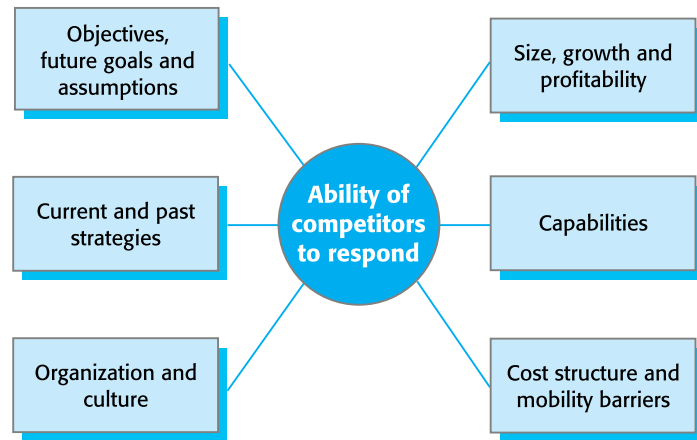 Objectives,
future goals and
assumptions
Size, growth and
profitability
Ability of
competitors
to respond
Current and past
strategies
Capabilities
Organization and
culture
Cost structure and
mobility barriers